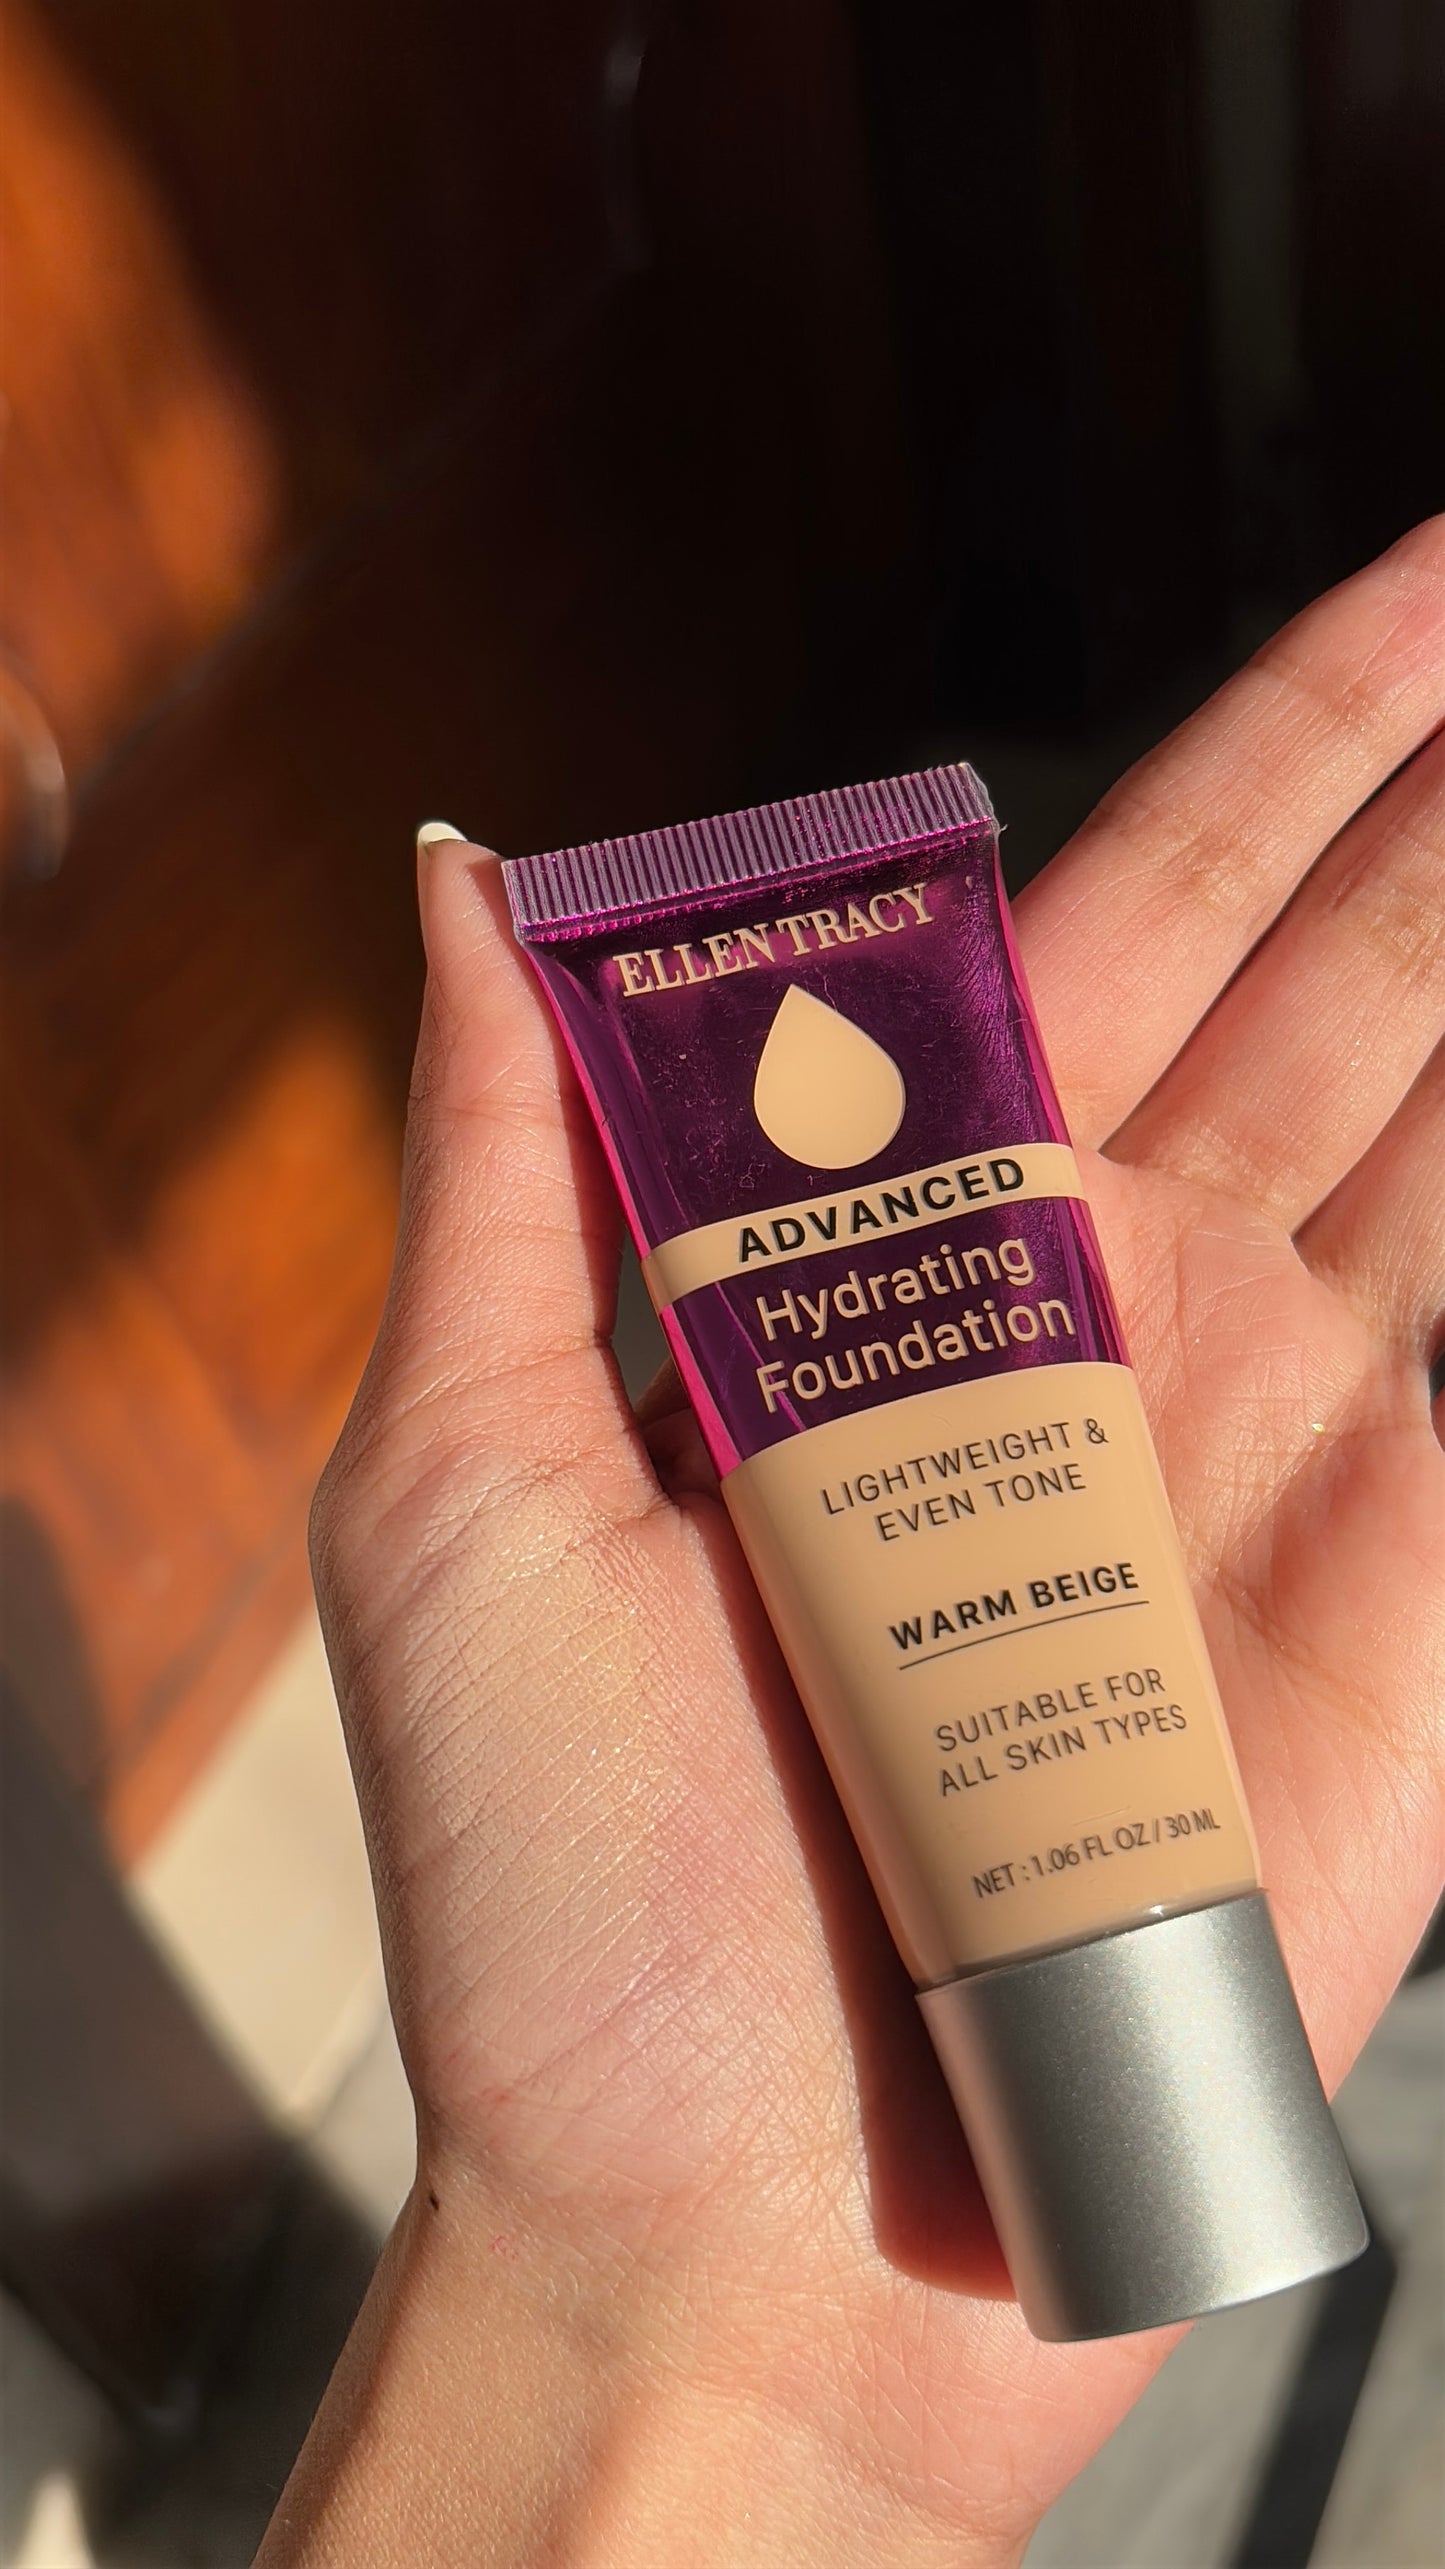 ELLEN TRACY
ADVANCED
Hydrating
Foundation
LIGHTWEIGHT &
EVEN TONE
WARM BEIGE
SUITABLE FOR
ALL SKIN TYPES
NET : 1.06 FL OZ / 30 ML